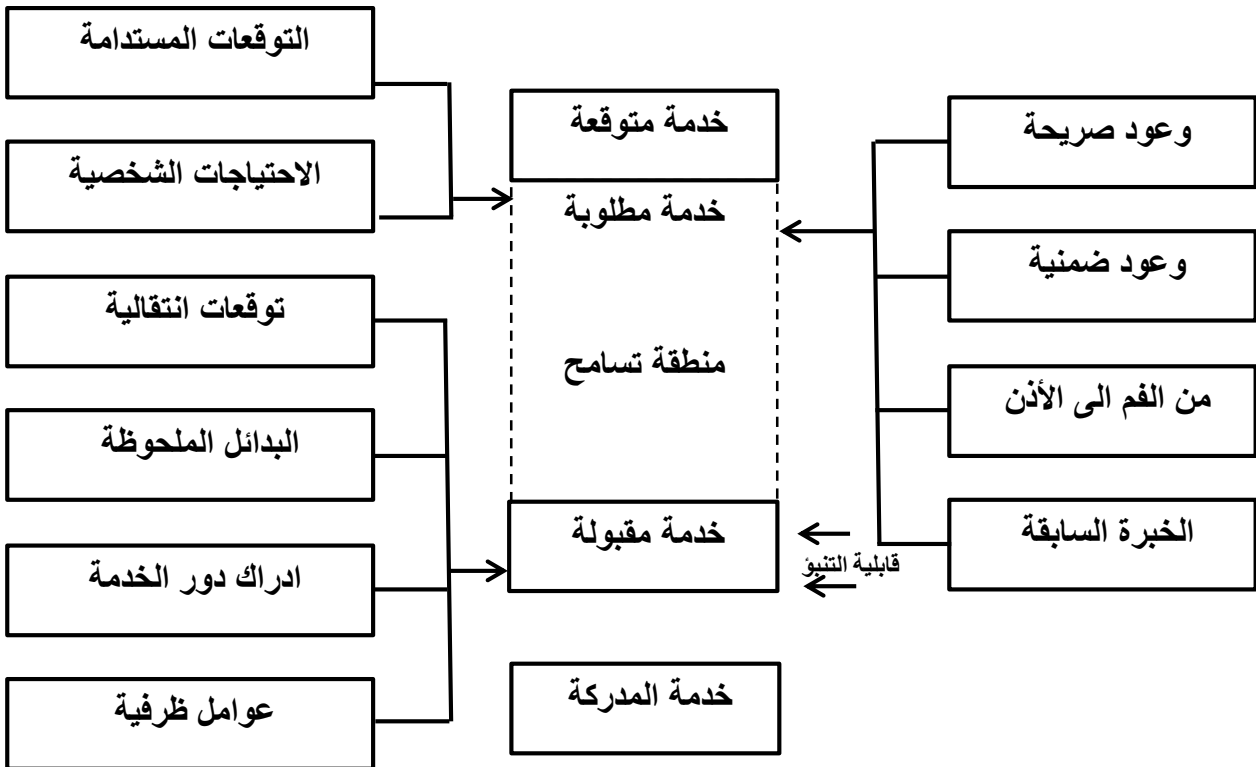 التوقعات المستدامة
خدمة متوقعة
وعود صريحة
الاحتياجات الشخصية
خدمة مطلوبة
وعود ضمنية
توقعات انتقالية
منطقة تسامح
من الفم الى الأذن
البدائل الملحوظة
خدمة مقبولة
الخبرة السابقة
قابلية التنبؤ
ادراك دور الخدمة
خدمة المدركة
عوامل ظرفية